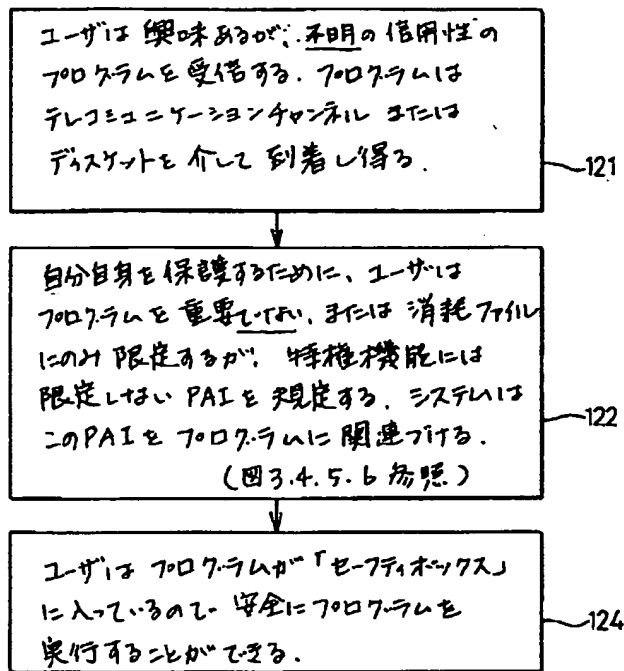 ユーザは 興味あるが、不明の信用性の
プログラムを受信する. プログラムは
テレコミュニケーションチャンネル または
ディスケットを介して 到着し得る.
121
自分自身を保護するために、ユーザは
プログラムを重要でない、または 消耗ファイル
にのみ 限定するが、特権機能には
限定しない PAIを規定する. システムは
このPAIをプログラムに関連づける.
(図3.4.5.6 参照)
122
ユーザは プログラムが「セーフティボックス」
に入っているので 安全にプログラムを
実行することができる.
124